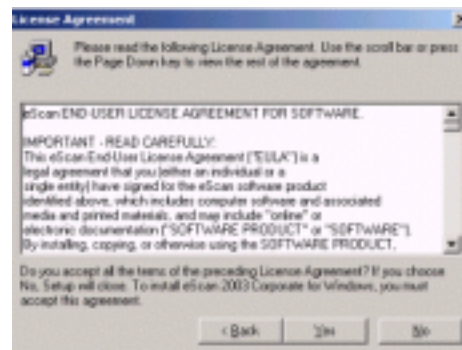 License Agreement
Please read the following License Agreement. Use the scroll bar or press
the Page Down key to view the rest of the agreement.
eScan END-USER LICENSE AGREEMENT FOR SOFTWARE.
IMPORTANT - READ CAREFULLY:
This eScan End-User License Agreement ("EULA") is a
legal agreement that you (either an individual or a
single entity) have signed for the eScan software product
identified above, which includes computer software and associated
media and printed materials, and may include "online" or
electronic documentation ("SOFTWARE PRODUCT" or "SOFTWARE").
By installing, copying, or otherwise using the SOFTWARE PRODUCT,
Do you accept all the terms of the preceding License Agreement? If you choose
No, Setup will close. To install eScan 2003 Corporate for Windows, you must
accept this agreement.
< Back Yes No